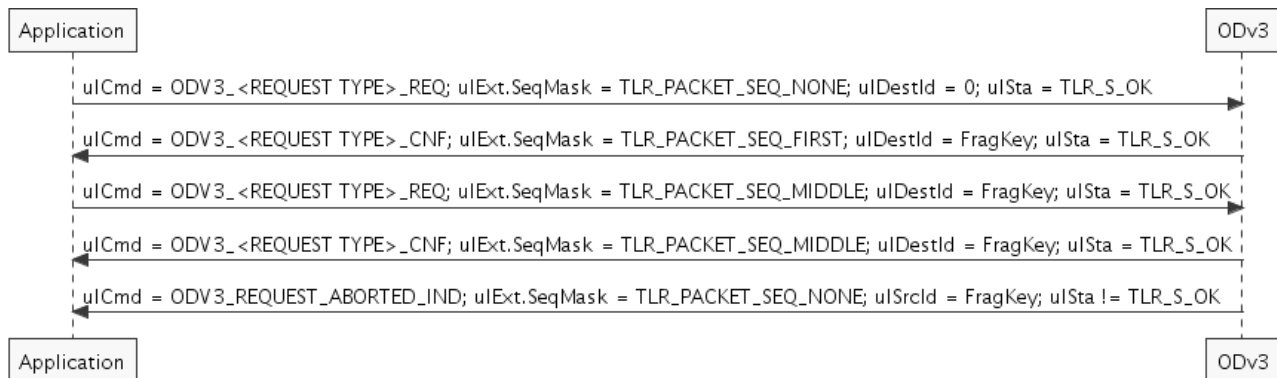 Application ODv3
ulCmd = ODV3_<REQUEST TYPE>_REQ; ulExt.SeqMask = TLR_PACKET_SEQ_NONE; ulDestId = 0; ulSta = TLR_S_OK
ulCmd = ODV3_<REQUEST TYPE>_CNF; ulExt.SeqMask = TLR_PACKET_SEQ_FIRST; ulDestId = FragKey; ulSta = TLR_S_OK
ulCmd = ODV3_<REQUEST TYPE>_REQ; ulExt.SeqMask = TLR_PACKET_SEQ_MIDDLE; ulDestId = FragKey; ulSta = TLR_S_OK
ulCmd = ODV3_<REQUEST TYPE>_CNF; ulExt.SeqMask = TLR_PACKET_SEQ_MIDDLE; ulDestId = FragKey; ulSta = TLR_S_OK
ulCmd = ODV3_REQUEST_ABORTED_IND; ulExt.SeqMask = TLR_PACKET_SEQ_NONE; ulSrcId = FragKey; ulSta != TLR_S_OK
Application ODv3